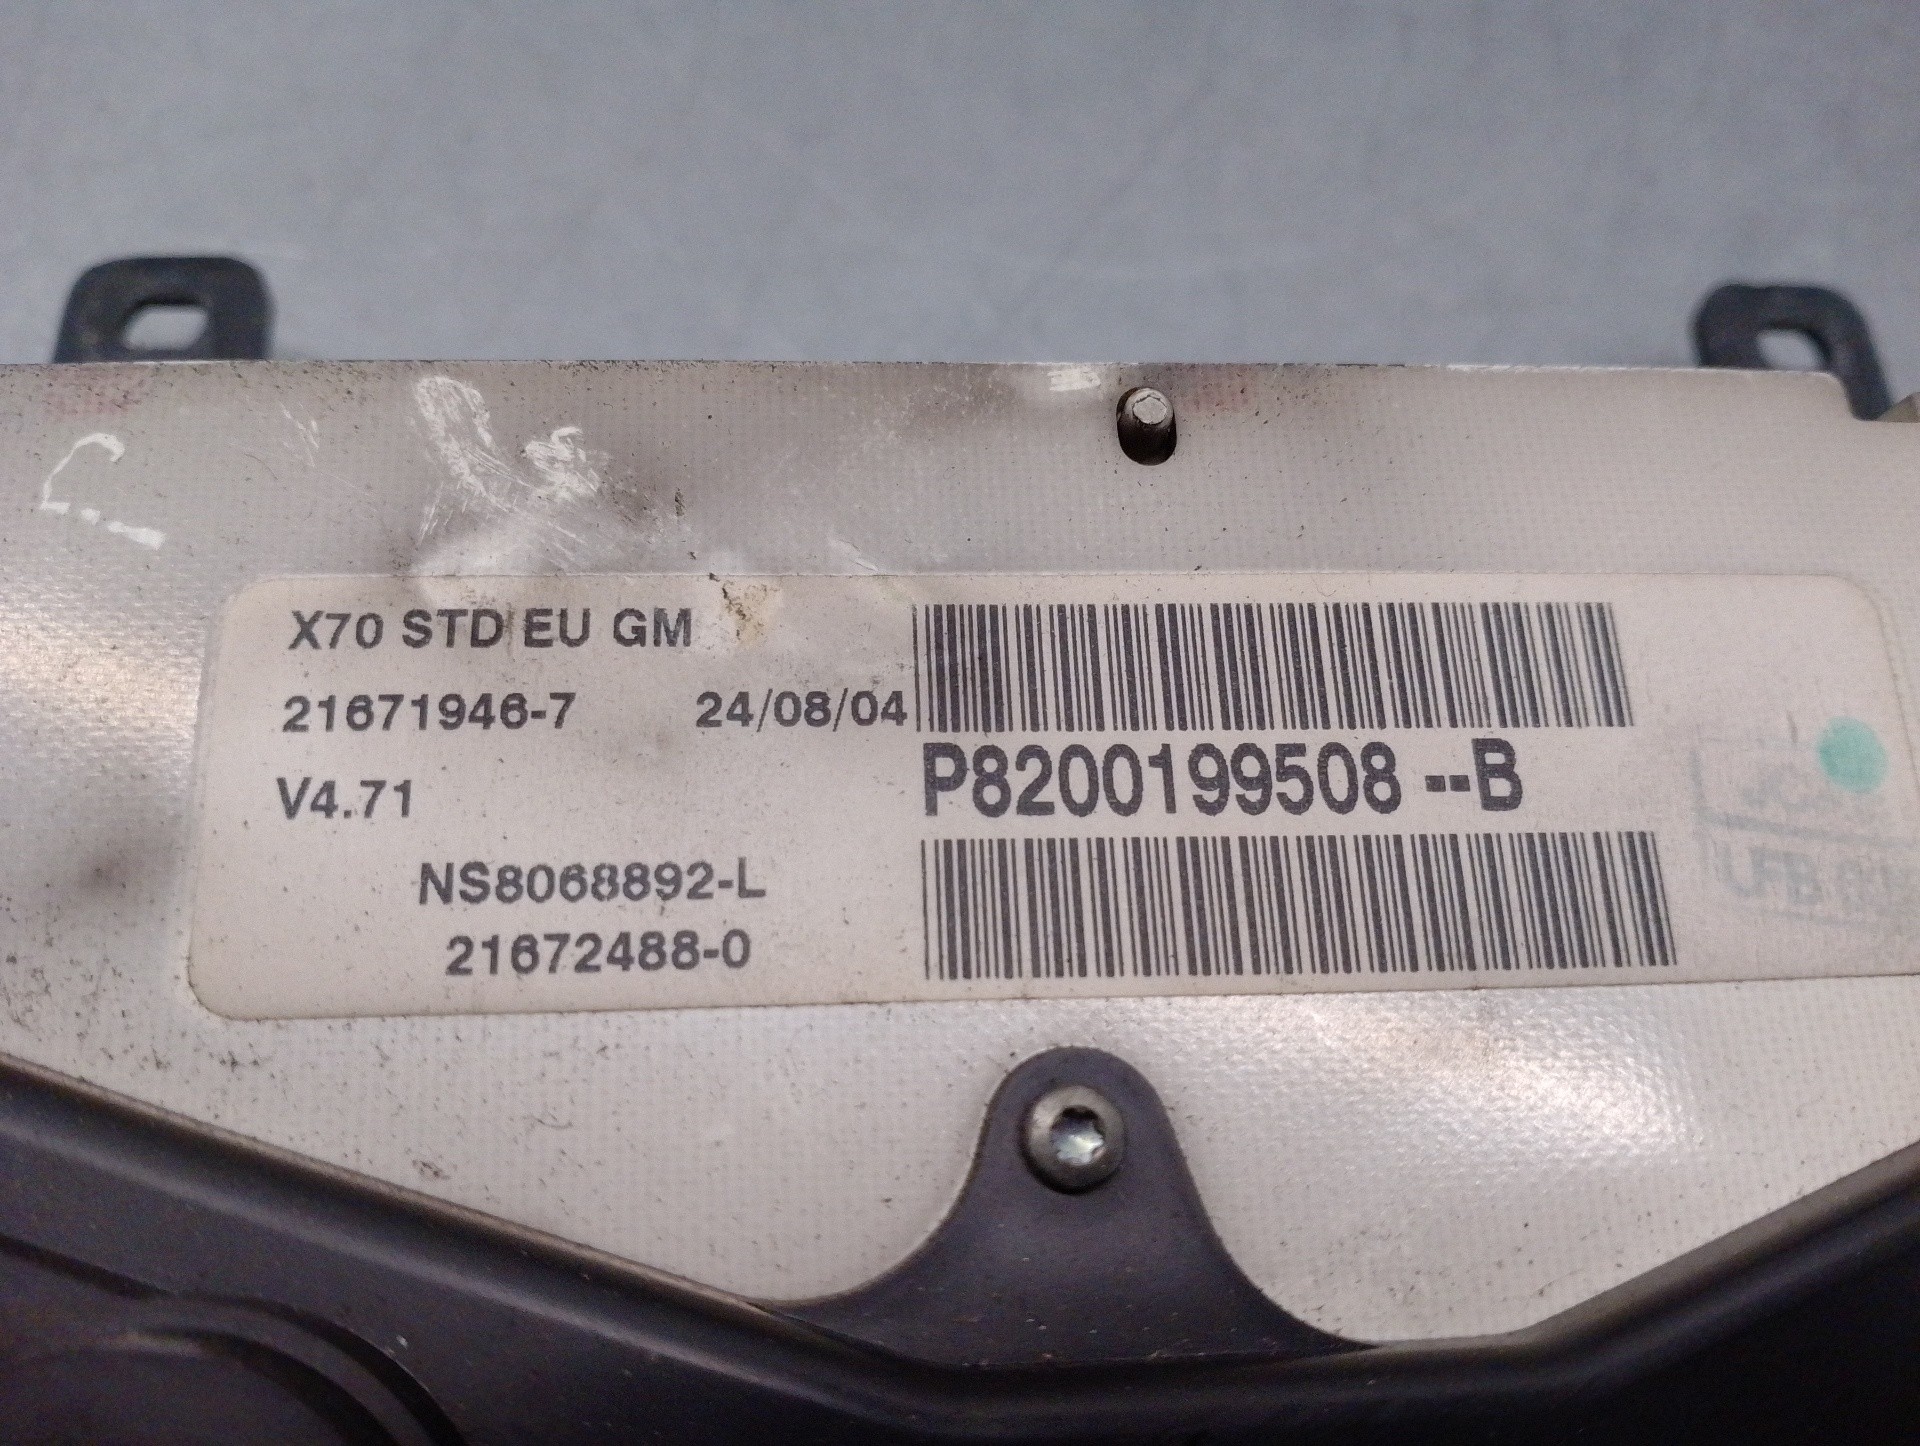 X70 STD EU GM
21671946-7 24/08/04
V4.71
P8200199508 --B
NS8068892-L
21672488-0